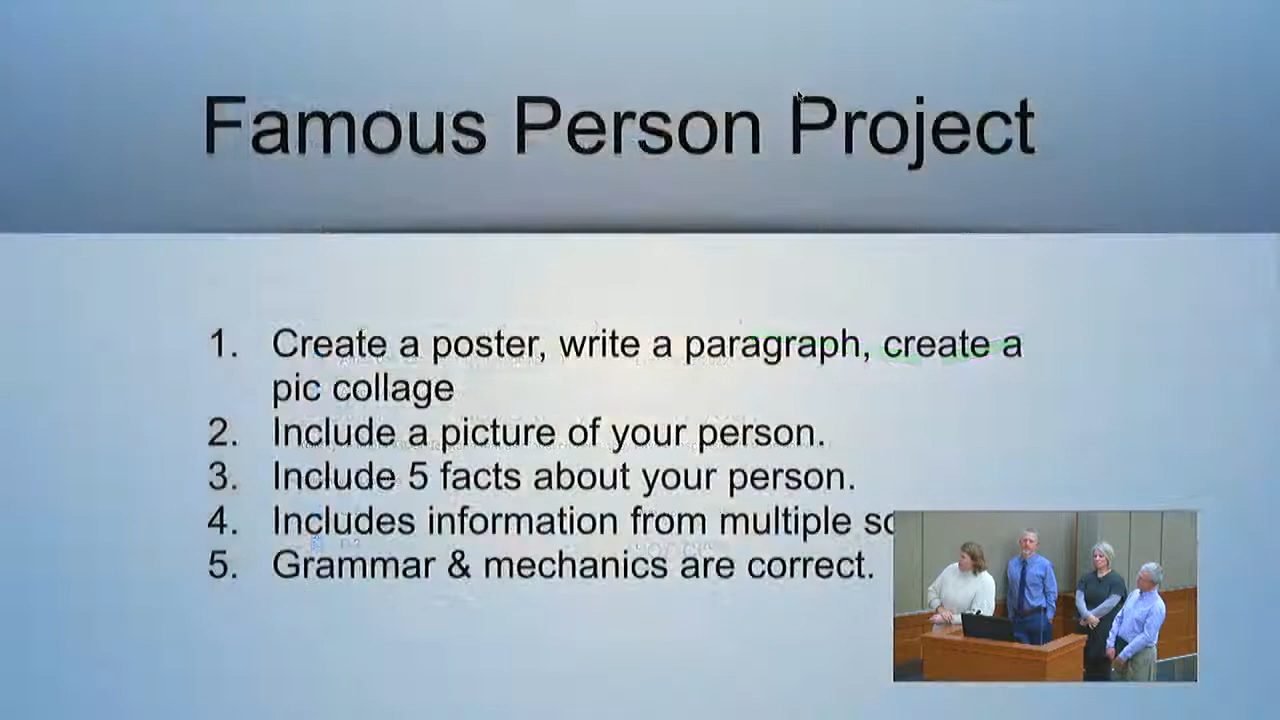 Famous Person Project
1. Create a poster, write a paragraph, create a
pic collage
2. Include a picture of your person.
3. Include 5 facts about your person.
4. Includes information from multiple
5. Grammar & mechanics are correct.